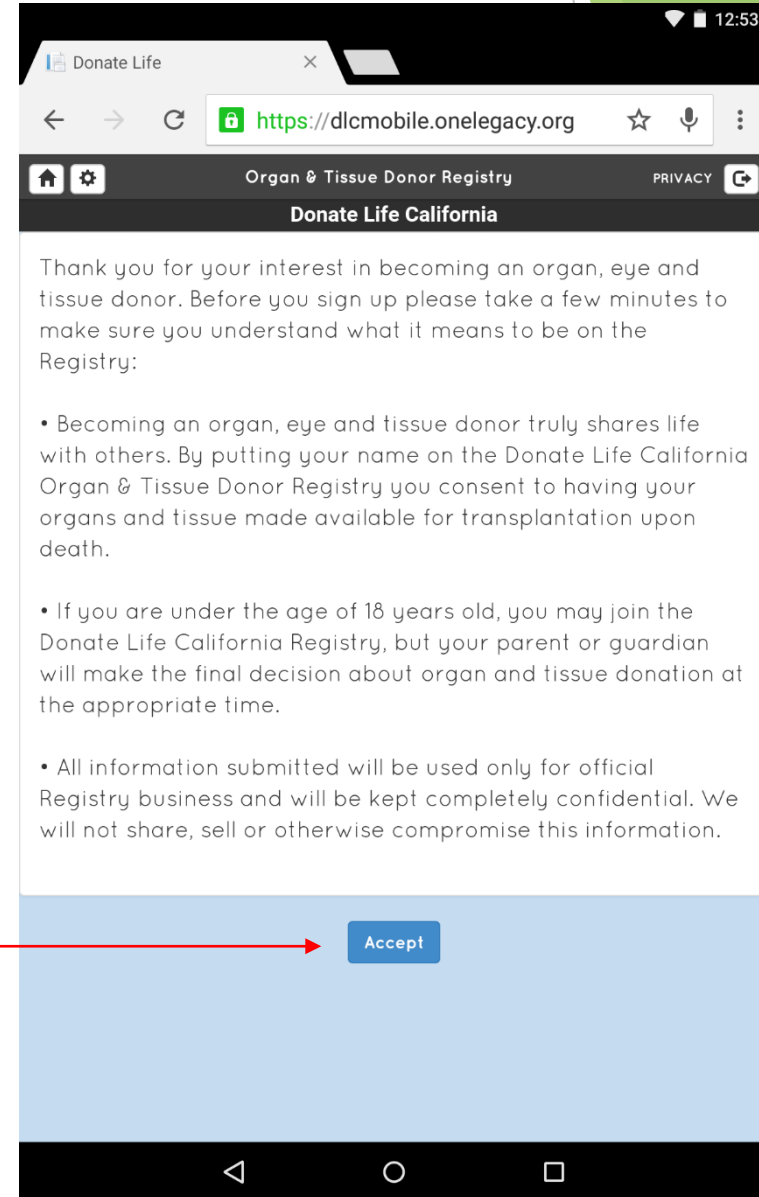 12:53
Donate Life
https://dlcmobile.onelegacy.org
Organ & Tissue Donor Registry
PRIVACY
Donate Life California
Thank you for your interest in becoming an organ, eye and
tissue donor. Before you sign up please take a few minutes to
make sure you understand what it means to be on the
Registry:
• Becoming an organ, eye and tissue donor truly shares life
with others. By putting your name on the Donate Life California
Organ & Tissue Donor Registry you consent to having your
organs and tissue made available for transplantation upon
death.
• If you are under the age of 18 years old, you may join the
Donate Life California Registry, but your parent or guardian
will make the final decision about organ and tissue donation at
the appropriate time.
• All information submitted will be used only for official
Registry business and will be kept completely confidential. We
will not share, sell or otherwise compromise this information.
Accept